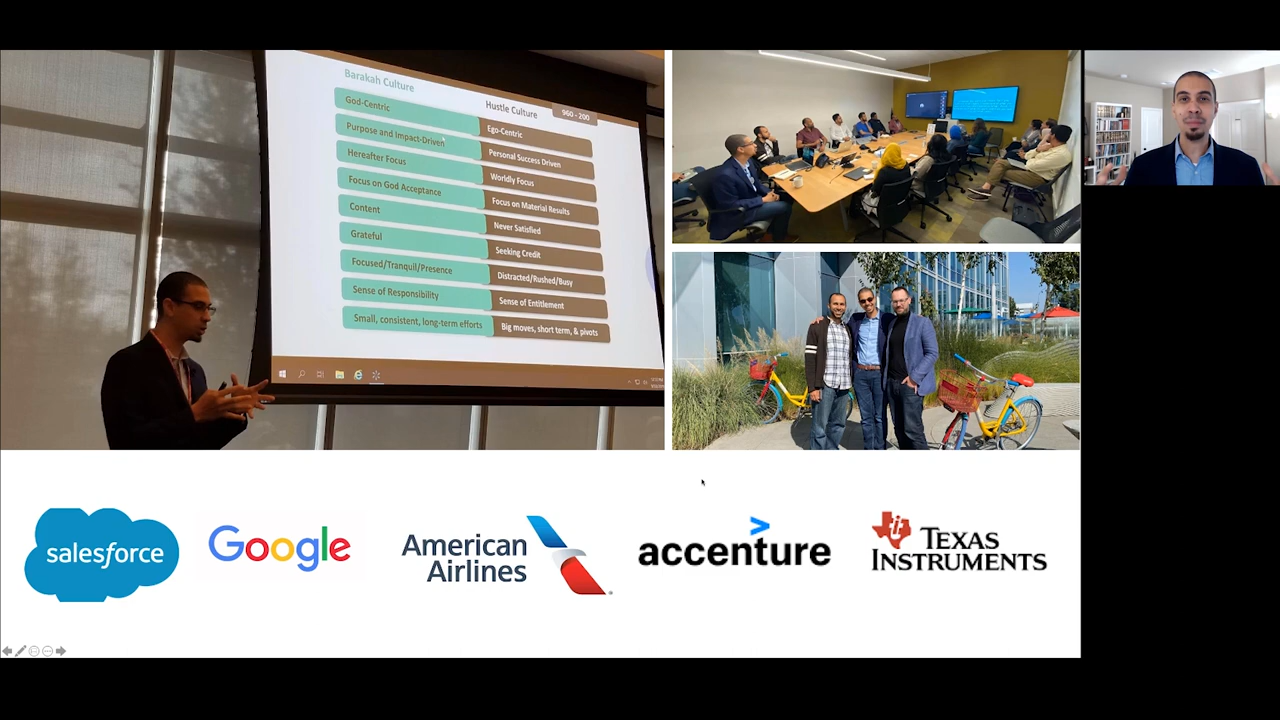 Barakah Culture
Hustle Culture
960 - 200
God-Centric
Ego-Centric
Purpose and Impact-Driven
Personal Success Driven
Hereafter Focus
Worldly Focus
Focus on God Acceptance
Focus on Material Results
Content
Never Satisfied
Grateful
Seeking Credit
Focused/Tranquil/Presence
Distracted/Rushed/Busy
Sense of Responsibility
Sense of Entitlement
Small, consistent, long-term efforts
Big moves, short term, & pivots
salesforce
Google
American
Airlines
accenture
TEXAS
INSTRUMENTS